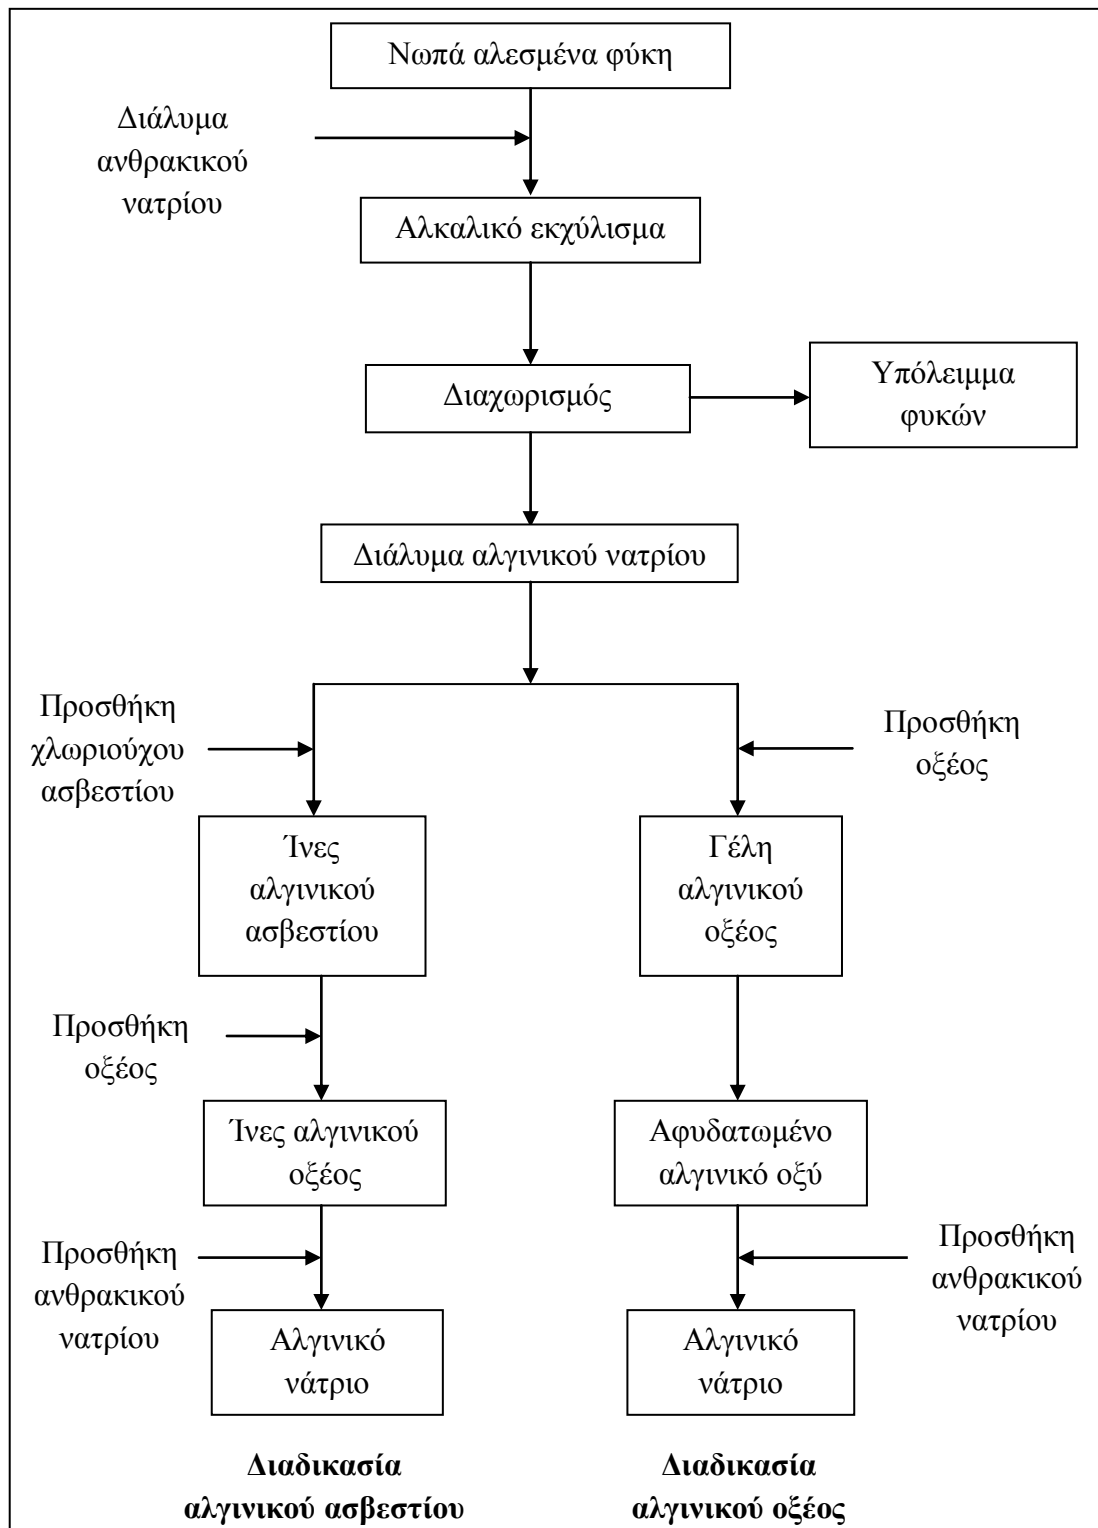 Νωπά αλεσμένα φύκη
Διάλυμα
ανθρακικού
νατρίου
Αλκαλικό εκχύλισμα
Διαχωρισμός
Υπόλειμμα
φυκών
Διάλυμα αλγινικού νατρίου
Προσθήκη
χλωριούχου
ασβεστίου
Προσθήκη
οξέος
Ίνες
αλγινικού
ασβεστίου
Γέλη
αλγινικού
οξέος
Προσθήκη
οξέος
Ίνες αλγινικού
οξέος
Αφυδατωμένο
αλγινικό οξύ
Προσθήκη
ανθρακικού
νατρίου
Προσθήκη
ανθρακικού
νατρίου
Αλγινικό
νάτριο
Αλγινικό
νάτριο
Διαδικασία
αλγινικού ασβεστίου
Διαδικασία
αλγινικού οξέος